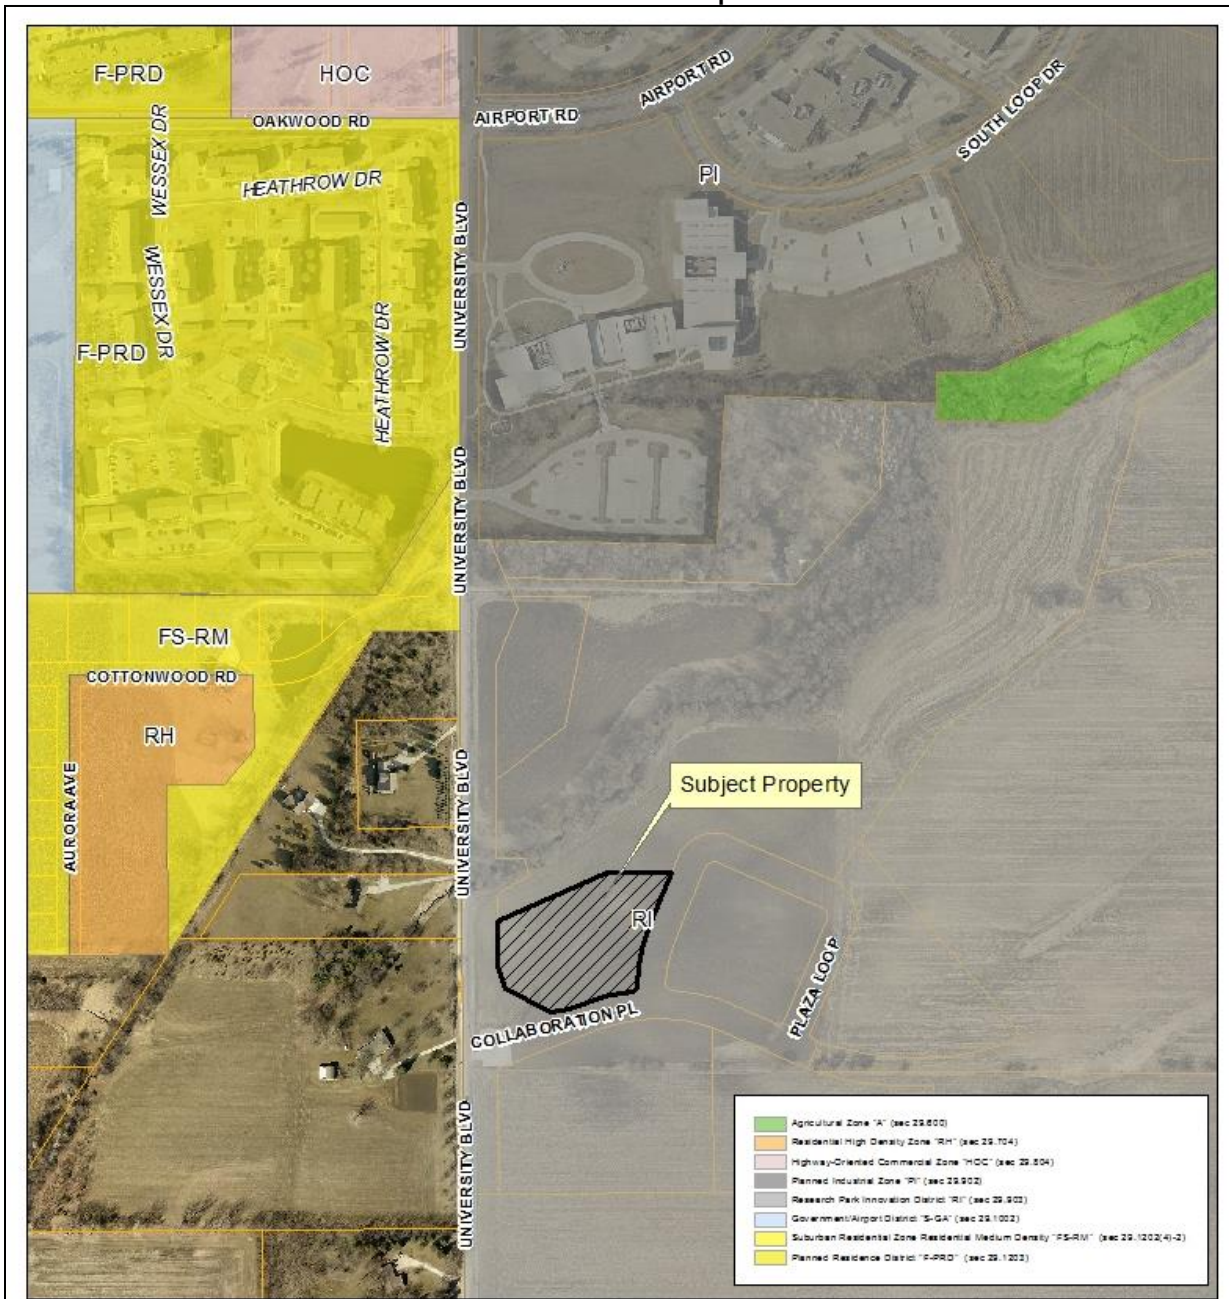 F-PRD
HOC
AIRPORT RD
AIRPORT RD
OAKWOOD RD
SOUTH LOOP DR
WESSEX DR
HEATHROW DR
PI
UNIVERSITY BLVD
WESSEX DR
F-PRD
HEATHROW DR
UNIVERSITY BLVD
FS-RM
COTTONWOOD RD
RH
AURORA AVE
UNIVERSITY BLVD
Subject Property
RI
COLLABORATION PL
PLAZA LOOP
UNIVERSITY BLVD
Agricultural Zone "A" (sec 29.600)
Residential High Density Zone "RH" (sec 29.704)
Highway-Oriented Commercial Zone "HOC" (sec 29.804)
Planned Industrial Zone "PI" (sec 29.902)
Research Park Innovation District "RI" (sec 29.903)
Government/Airport District "S-GA" (sec 29.1002)
Suburban Residential Zone Residential Medium Density "FS-RM" (sec 29.1202(4)-2)
Planned Residence District "F-PRD" (sec 29.1203)